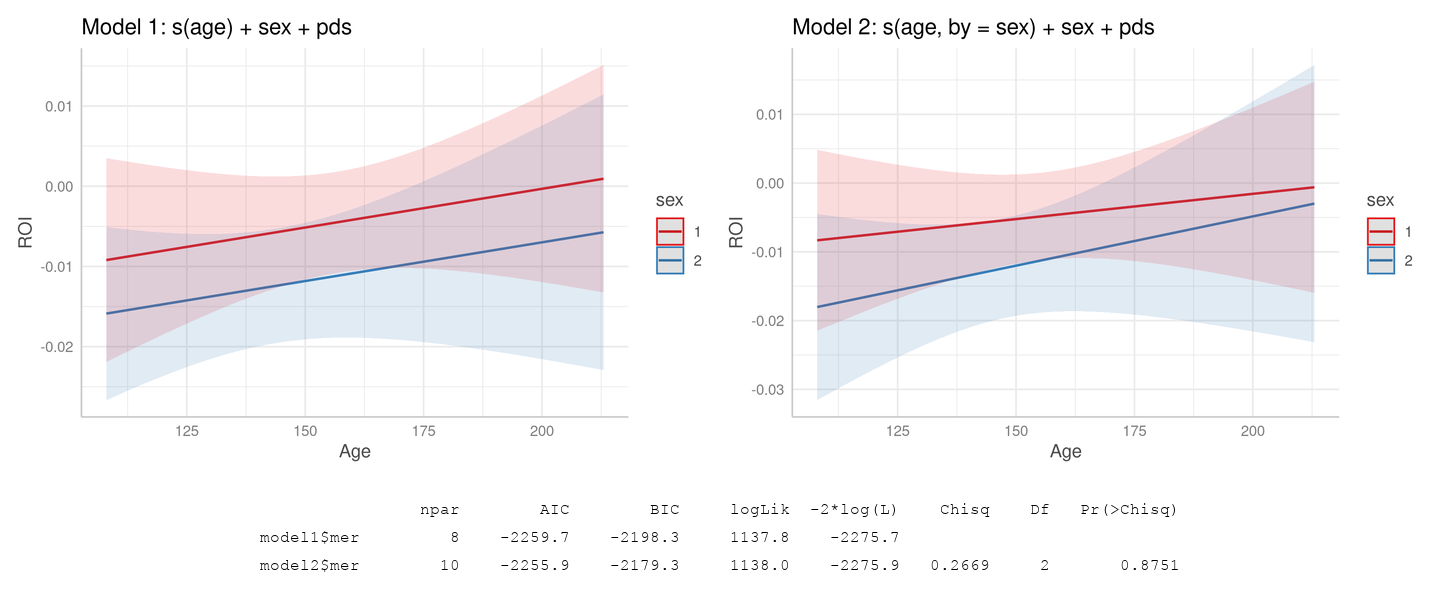 Model 1: s(age) + sex + pds
ROI
0.01
0.00
-0.01
-0.02
125 150 175 200
Age
sex
1
2
Model 2: s(age, by = sex) + sex + pds
ROI
0.01
0.00
-0.01
-0.02
-0.03
125 150 175 200
Age
sex
1
2
npar AIC BIC logLik -2*log(L) Chisq Df Pr(>Chisq)
model1$mer 8 -2259.7 -2198.3 1137.8 -2275.7
model2$mer 10 -2255.9 -2179.3 1138.0 -2275.9 0.2669 2 0.8751